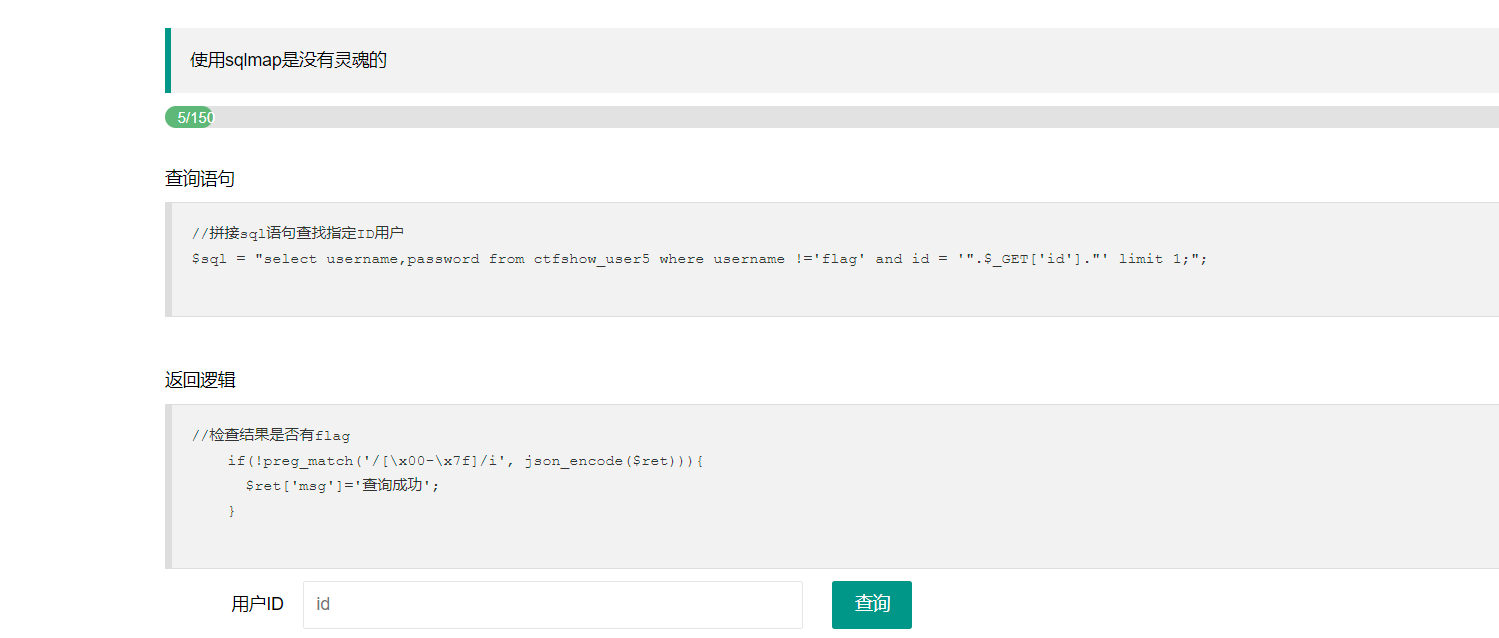 使用sqlmap是没有灵魂的
5/150
查询语句
//拼接sql语句查找指定ID用户
$sql = "select username,password from ctfshow_user5 where username !='flag' and id = '".$_GET['id']."' limit 1;";
返回逻辑
//检查结果是否有flag
if(!preg_match('/[\x00-\x7f]/i', json_encode($ret))){
$ret['msg']='查询成功';
}
用户ID id 查询